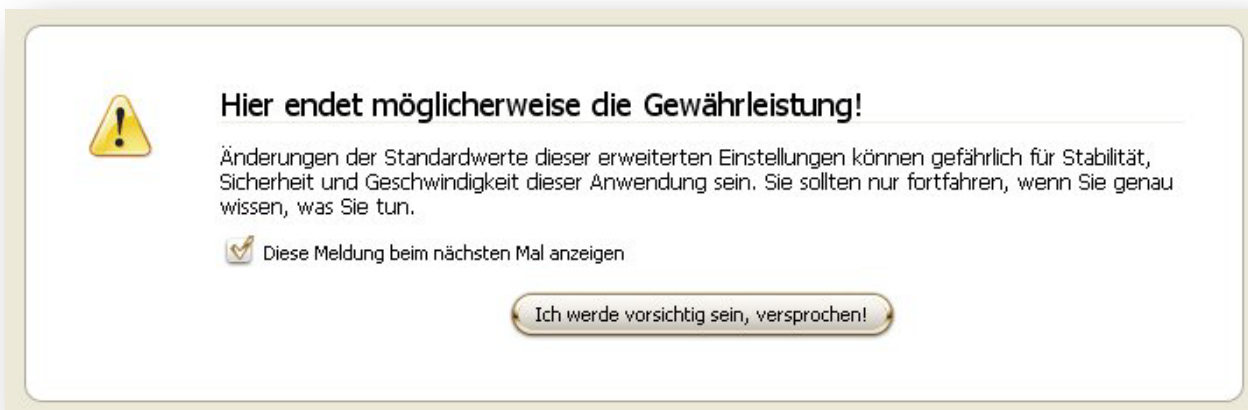 Hier endet möglicherweise die Gewährleistung!
Änderungen der Standardwerte dieser erweiterten Einstellungen können gefährlich für Stabilität,
Sicherheit und Geschwindigkeit dieser Anwendung sein. Sie sollten nur fortfahren, wenn Sie genau
wissen, was Sie tun.
Diese Meldung beim nächsten Mal anzeigen
Ich werde vorsichtig sein, versprochen!